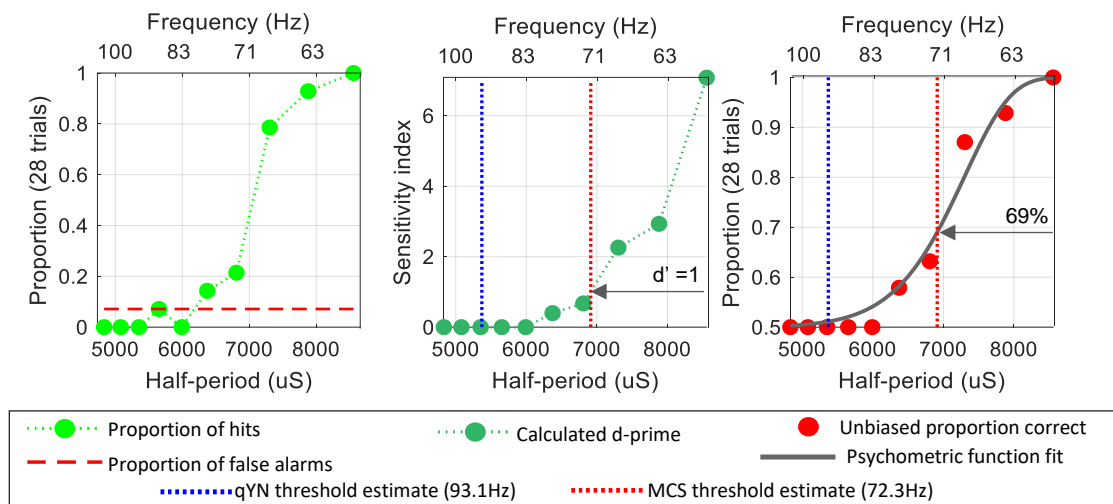 Frequency (Hz)
100 83 71 63
Proportion (28 trials)
1
0.8
0.6
0.4
0.2
0
5000 6000 7000 8000
Half-period (uS)
Frequency (Hz)
100 83 71 63
Sensitivity index
6
4
2
0
d' =1
5000 6000 7000 8000
Half-period (uS)
Frequency (Hz)
100 83 71 63
Proportion (28 trials)
1.0
0.9
0.8
0.7
0.6
0.5
69%
5000 6000 7000 8000
Half-period (uS)
Proportion of hits
Calculated d-prime
Unbiased proportion correct
Proportion of false alarms
Psychometric function fit
qYN threshold estimate (93.1Hz)
MCS threshold estimate (72.3Hz)